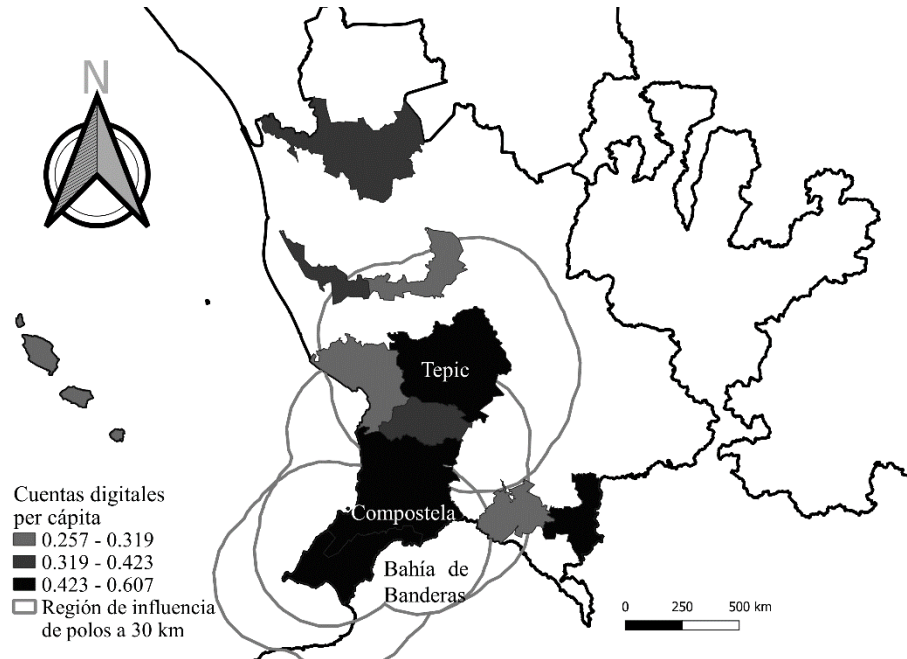 N
Tepic
Compostela
Bahía de
Banderas
Cuentas digitales
per cápita
0.257 - 0.319
0.319 - 0.423
0.423 - 0.607
Región de influencia
de polos a 30 km
0 250 500 km